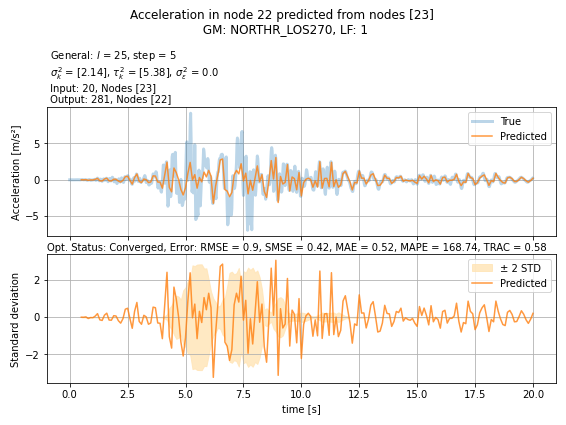 Acceleration in node 22 predicted from nodes [23]
GM: NORTHR_LOS270, LF: 1
General: l = 25, step = 5
σ²ₖ = [2.14], τ²ₖ = [5.38], σ²ε = 0.0
Input: 20, Nodes [23]
Output: 281, Nodes [22]
True
Predicted
5
0
−5
Acceleration [m/s²]
Opt. Status: Converged, Error: RMSE = 0.9, SMSE = 0.42, MAE = 0.52, MAPE = 168.74, TRAC = 0.58
± 2 STD
Predicted
2
0
−2
Standard deviation
0.0 2.5 5.0 7.5 10.0 12.5 15.0 17.5 20.0
time [s]